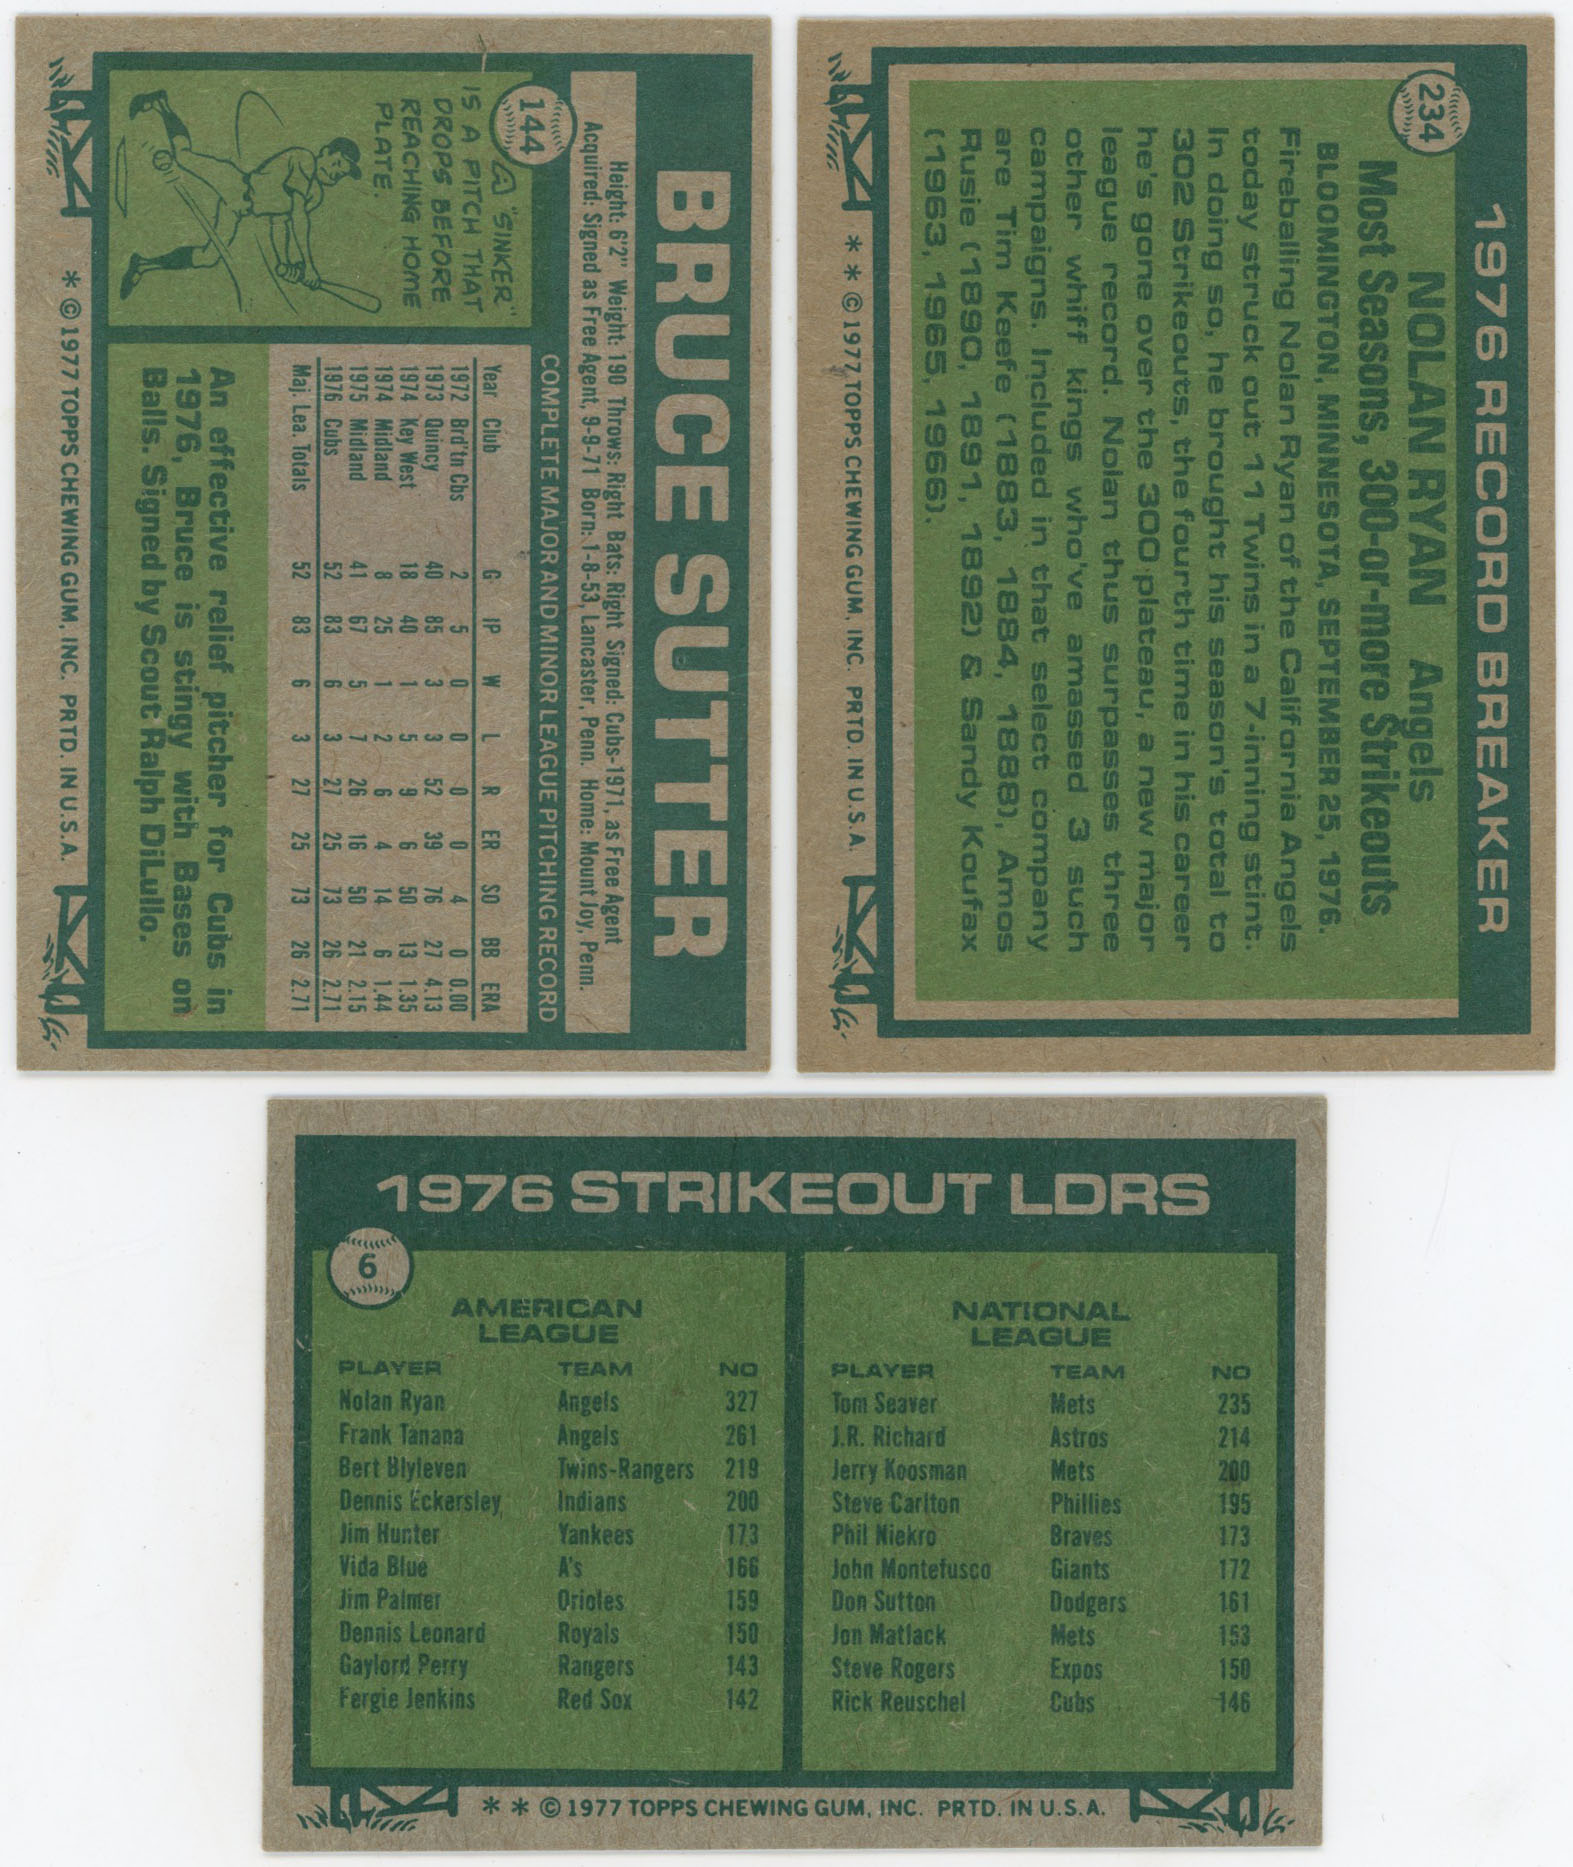 BRUCE SUTTER
Height: 6'2" Weight: 190 Throws: Right Bats: Right Signed: Cubs-1971, as Free Agent
Acquired: Signed as Free Agent, 9-9-71 Born: 1-8-53, Lancaster, Penn. Home: Mount Joy, Penn.
144
COMPLETE MAJOR AND MINOR LEAGUE PITCHING RECORD
A "SINKER"
IS A PITCH THAT
DROPS BEFORE
REACHING HOME
PLATE.
Year Club G IP W L R ER SO BB ERA
1972 Brd'tn Cbs 2 5 0 0 0 0 4 0 0.00
1973 Quincy 40 85 3 3 52 39 76 27 4.13
1974 Key West 18 40 1 5 9 6 50 13 1.35
1974 Midland 8 25 1 2 6 4 14 6 1.44
1975 Midland 41 67 5 7 26 16 50 21 2.15
1976 Cubs 52 83 6 3 27 25 73 26 2.71
Maj. Lea. Totals 52 83 6 3 27 25 73 26 2.71
An effective relief pitcher for Cubs in
1976, Bruce is stingy with Bases on
Balls. Signed by Scout Ralph DiLullo.
* © 1977 TOPPS CHEWING GUM, INC. PRTD. IN U.S.A.
1976 RECORD BREAKER
234
NOLAN RYAN Angels
Most Seasons, 300-or-more Strikeouts
BLOOMINGTON, MINNESOTA, SEPTEMBER 25, 1976.
Fireballing Nolan Ryan of the California Angels
today struck out 11 Twins in a 7-inning stint.
In doing so, he brought his season's total to
302 Strikeouts, the fourth time in his career
he's gone over the 300 plateau, a new major
league record. Nolan thus surpasses three
other whiff kings who've amassed 3 such
campaigns. Included in that select company
are Tim Keefe (1883, 1884, 1888), Amos
Rusie (1890, 1891, 1892) & Sandy Koufax
(1963, 1965, 1966).
* * © 1977 TOPPS CHEWING GUM, INC. PRTD. IN U.S.A.
1976 STRIKEOUT LDRS
6
AMERICAN
LEAGUE
PLAYER TEAM NO
Nolan Ryan Angels 327
Frank Tanana Angels 261
Bert Blyleven Twins-Rangers 219
Dennis Eckersley Indians 200
Jim Hunter Yankees 173
Vida Blue A's 166
Jim Palmer Orioles 159
Dennis Leonard Royals 150
Gaylord Perry Rangers 143
Fergie Jenkins Red Sox 142
NATIONAL
LEAGUE
PLAYER TEAM NO
Tom Seaver Mets 235
J.R. Richard Astros 214
Jerry Koosman Mets 200
Steve Carlton Phillies 195
Phil Niekro Braves 173
John Montefusco Giants 172
Don Sutton Dodgers 161
Jon Matlack Mets 153
Steve Rogers Expos 150
Rick Reuschel Cubs 146
* * © 1977 TOPPS CHEWING GUM, INC. PRTD. IN U.S.A.